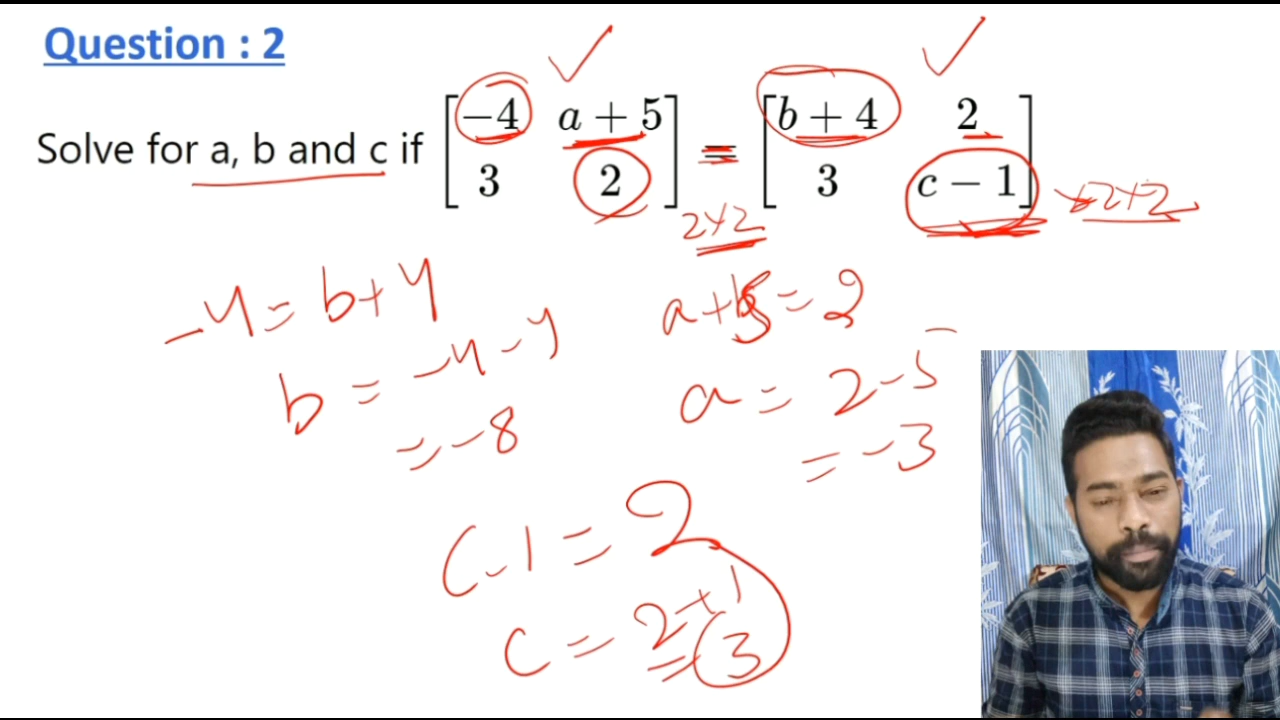 Question : 2
Solve for a, b and c if [-4 a + 5 3 2] = [b + 4 2 3 c - 1]
2×2
2×2
-4 = b+4
b = -4-4
= -8
a+5 = 2
a = 2-5
= -3
c-1 = 2
c = 2+1
= 3